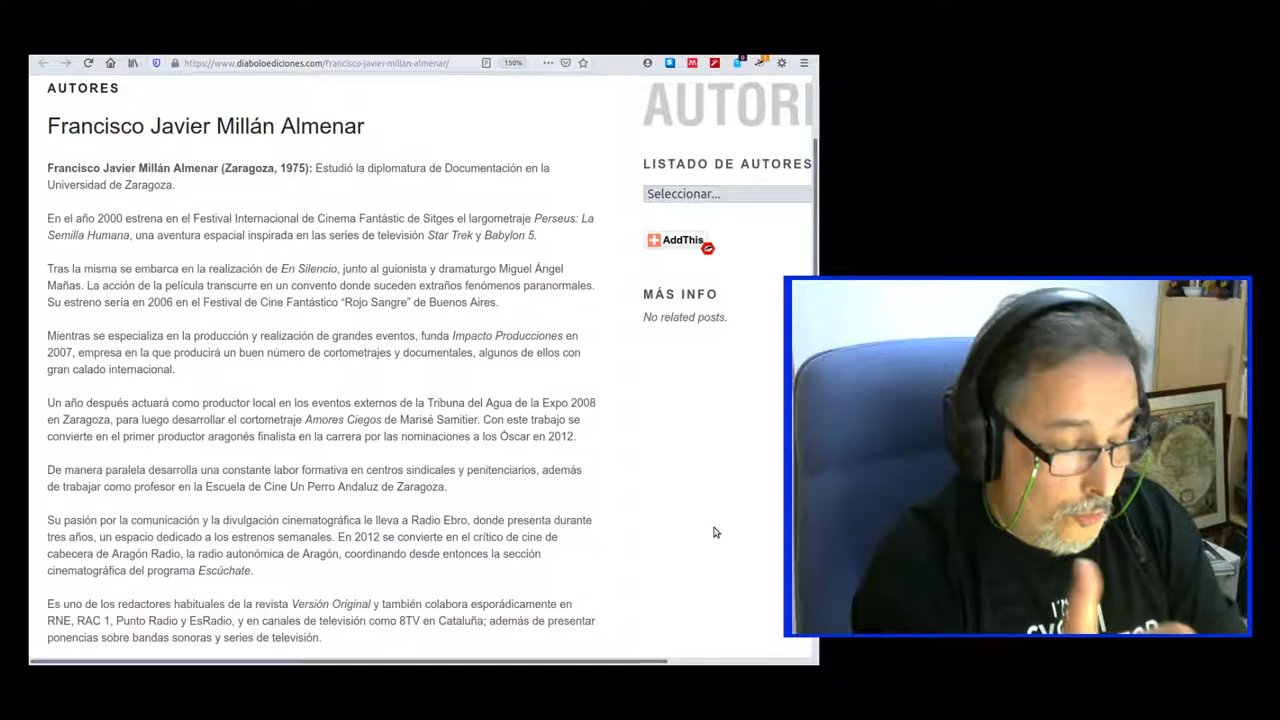 https://www.diaboloediciones.com/francisco-javier-millan-almenar/
150%
AUTORES
Francisco Javier Millán Almenar
Francisco Javier Millán Almenar (Zaragoza, 1975): Estudió la diplomatura de Documentación en la
Universidad de Zaragoza.
En el año 2000 estrena en el Festival Internacional de Cinema Fantàstic de Sitges el largometraje Perseus: La
Semilla Humana, una aventura espacial inspirada en las series de televisión Star Trek y Babylon 5.
Tras la misma se embarca en la realización de En Silencio, junto al guionista y dramaturgo Miguel Ángel
Mañas. La acción de la película transcurre en un convento donde suceden extraños fenómenos paranormales.
Su estreno sería en 2006 en el Festival de Cine Fantástico “Rojo Sangre” de Buenos Aires.
Mientras se especializa en la producción y realización de grandes eventos, funda Impacto Producciones en
2007, empresa en la que producirá un buen número de cortometrajes y documentales, algunos de ellos con
gran calado internacional.
Un año después actuará como productor local en los eventos externos de la Tribuna del Agua de la Expo 2008
en Zaragoza, para luego desarrollar el cortometraje Amores Ciegos de Marisé Samitier. Con este trabajo se
convierte en el primer productor aragonés finalista en la carrera por las nominaciones a los Óscar en 2012.
De manera paralela desarrolla una constante labor formativa en centros sindicales y penitenciarios, además
de trabajar como profesor en la Escuela de Cine Un Perro Andaluz de Zaragoza.
Su pasión por la comunicación y la divulgación cinematográfica le lleva a Radio Ebro, donde presenta durante
tres años, un espacio dedicado a los estrenos semanales. En 2012 se convierte en el crítico de cine de
cabecera de Aragón Radio, la radio autonómica de Aragón, coordinando desde entonces la sección
cinematográfica del programa Escúchate.
Es uno de los redactores habituales de la revista Versión Original y también colabora esporádicamente en
RNE, RAC 1, Punto Radio y EsRadio, y en canales de televisión como 8TV en Cataluña; además de presentar
ponencias sobre bandas sonoras y series de televisión.
AUTORI
LISTADO DE AUTORES
Seleccionar...
AddThis
MÁS INFO
No related posts.